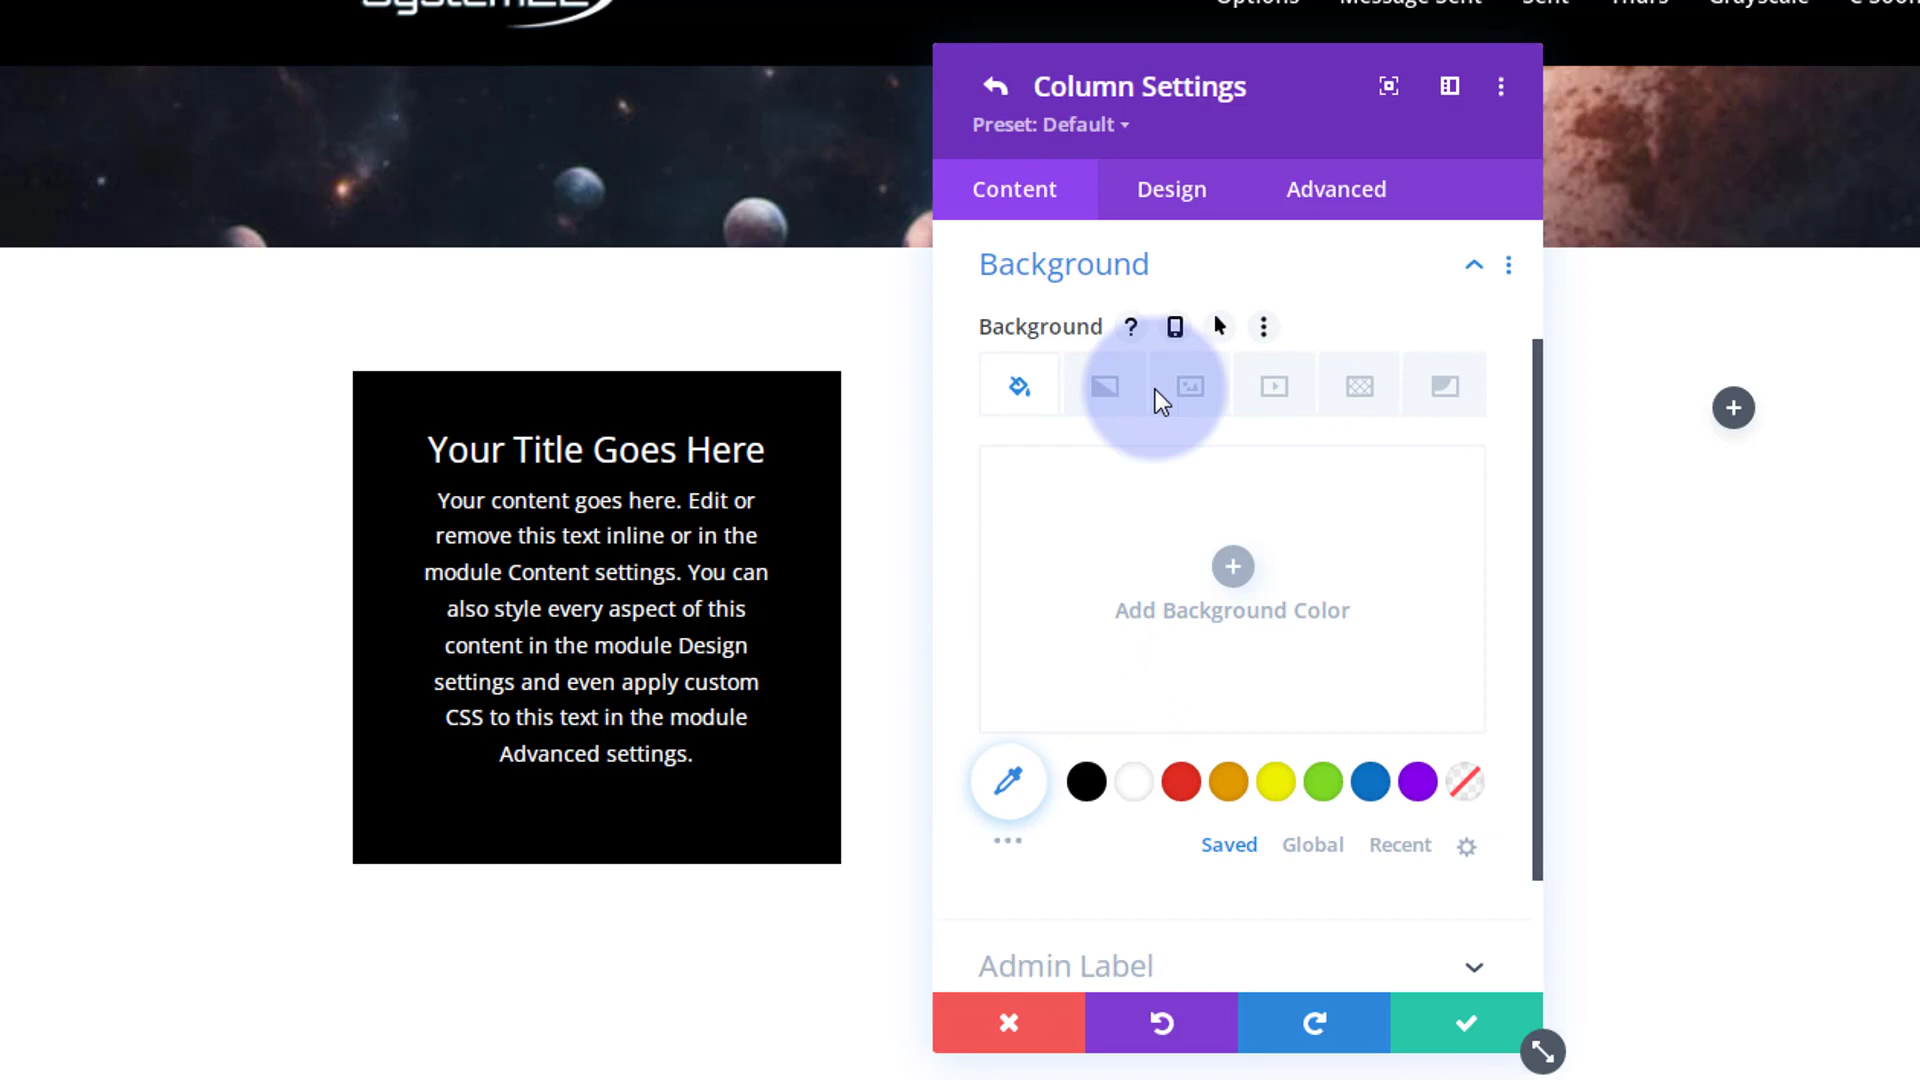 Column Settings
Preset: Default
Content
Design
Advanced
Background
Background ?
Add Background Color
Saved
Global
Recent
Admin Label
Your Title Goes Here
Your content goes here. Edit or
remove this text inline or in the
module Content settings. You can
also style every aspect of this
content in the module Design
settings and even apply custom
CSS to this text in the module
Advanced settings.